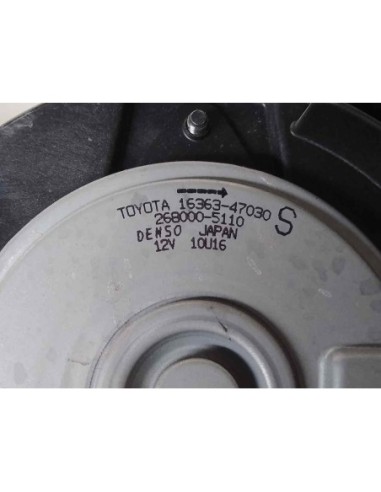 TOYOTA 16363-47030 S
268000-5110
DENSO JAPAN
12V 10U16